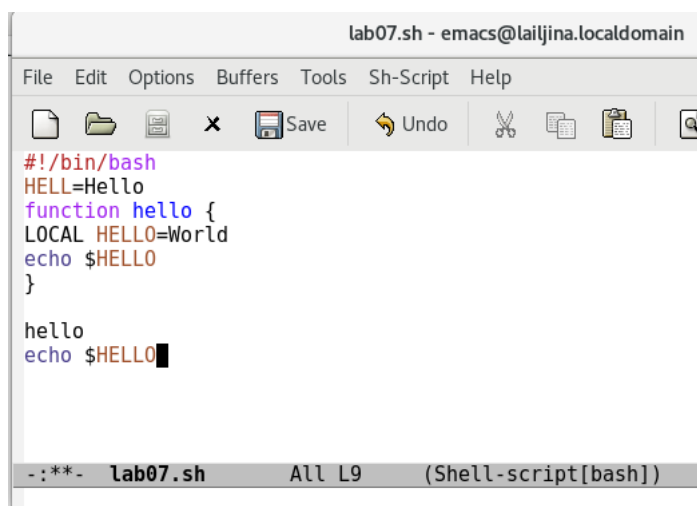 lab07.sh - emacs@lailjina.localdomain
File Edit Options Buffers Tools Sh-Script Help
Save Undo
#!/bin/bash
HELL=Hello
function hello {
LOCAL HELLO=World
echo $HELLO
}
hello
echo $HELLO
-:**- lab07.sh All L9 (Shell-script[bash])